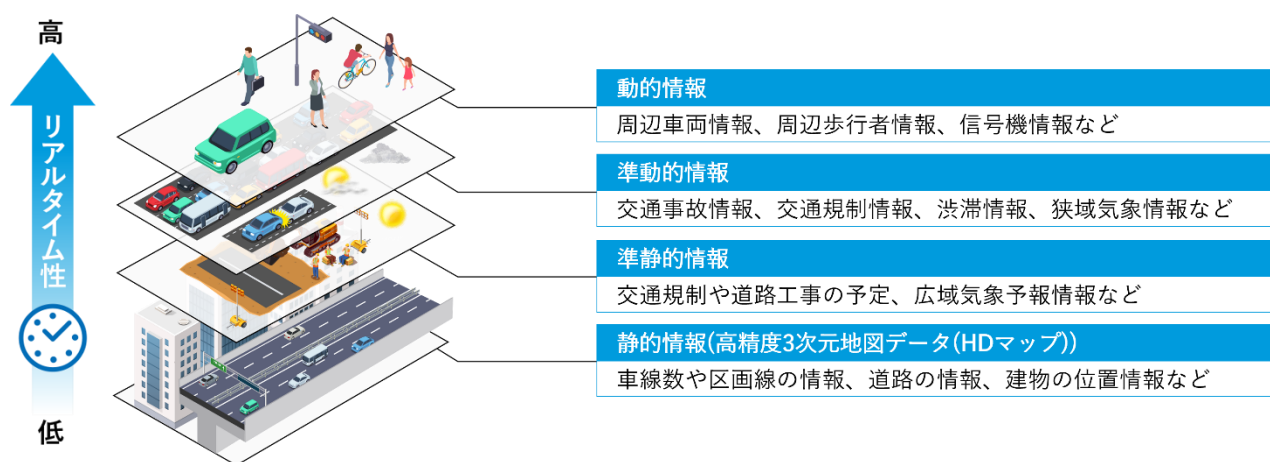 高
リアルタイム性
低
動的情報
周辺車両情報、周辺歩行者情報、信号機情報など
準動的情報
交通事故情報、交通規制情報、渋滞情報、狭域気象情報など
準静的情報
交通規制や道路工事の予定、広域気象予報情報など
静的情報(高精度3次元地図データ(HDマップ))
車線数や区画線の情報、道路の情報、建物の位置情報など